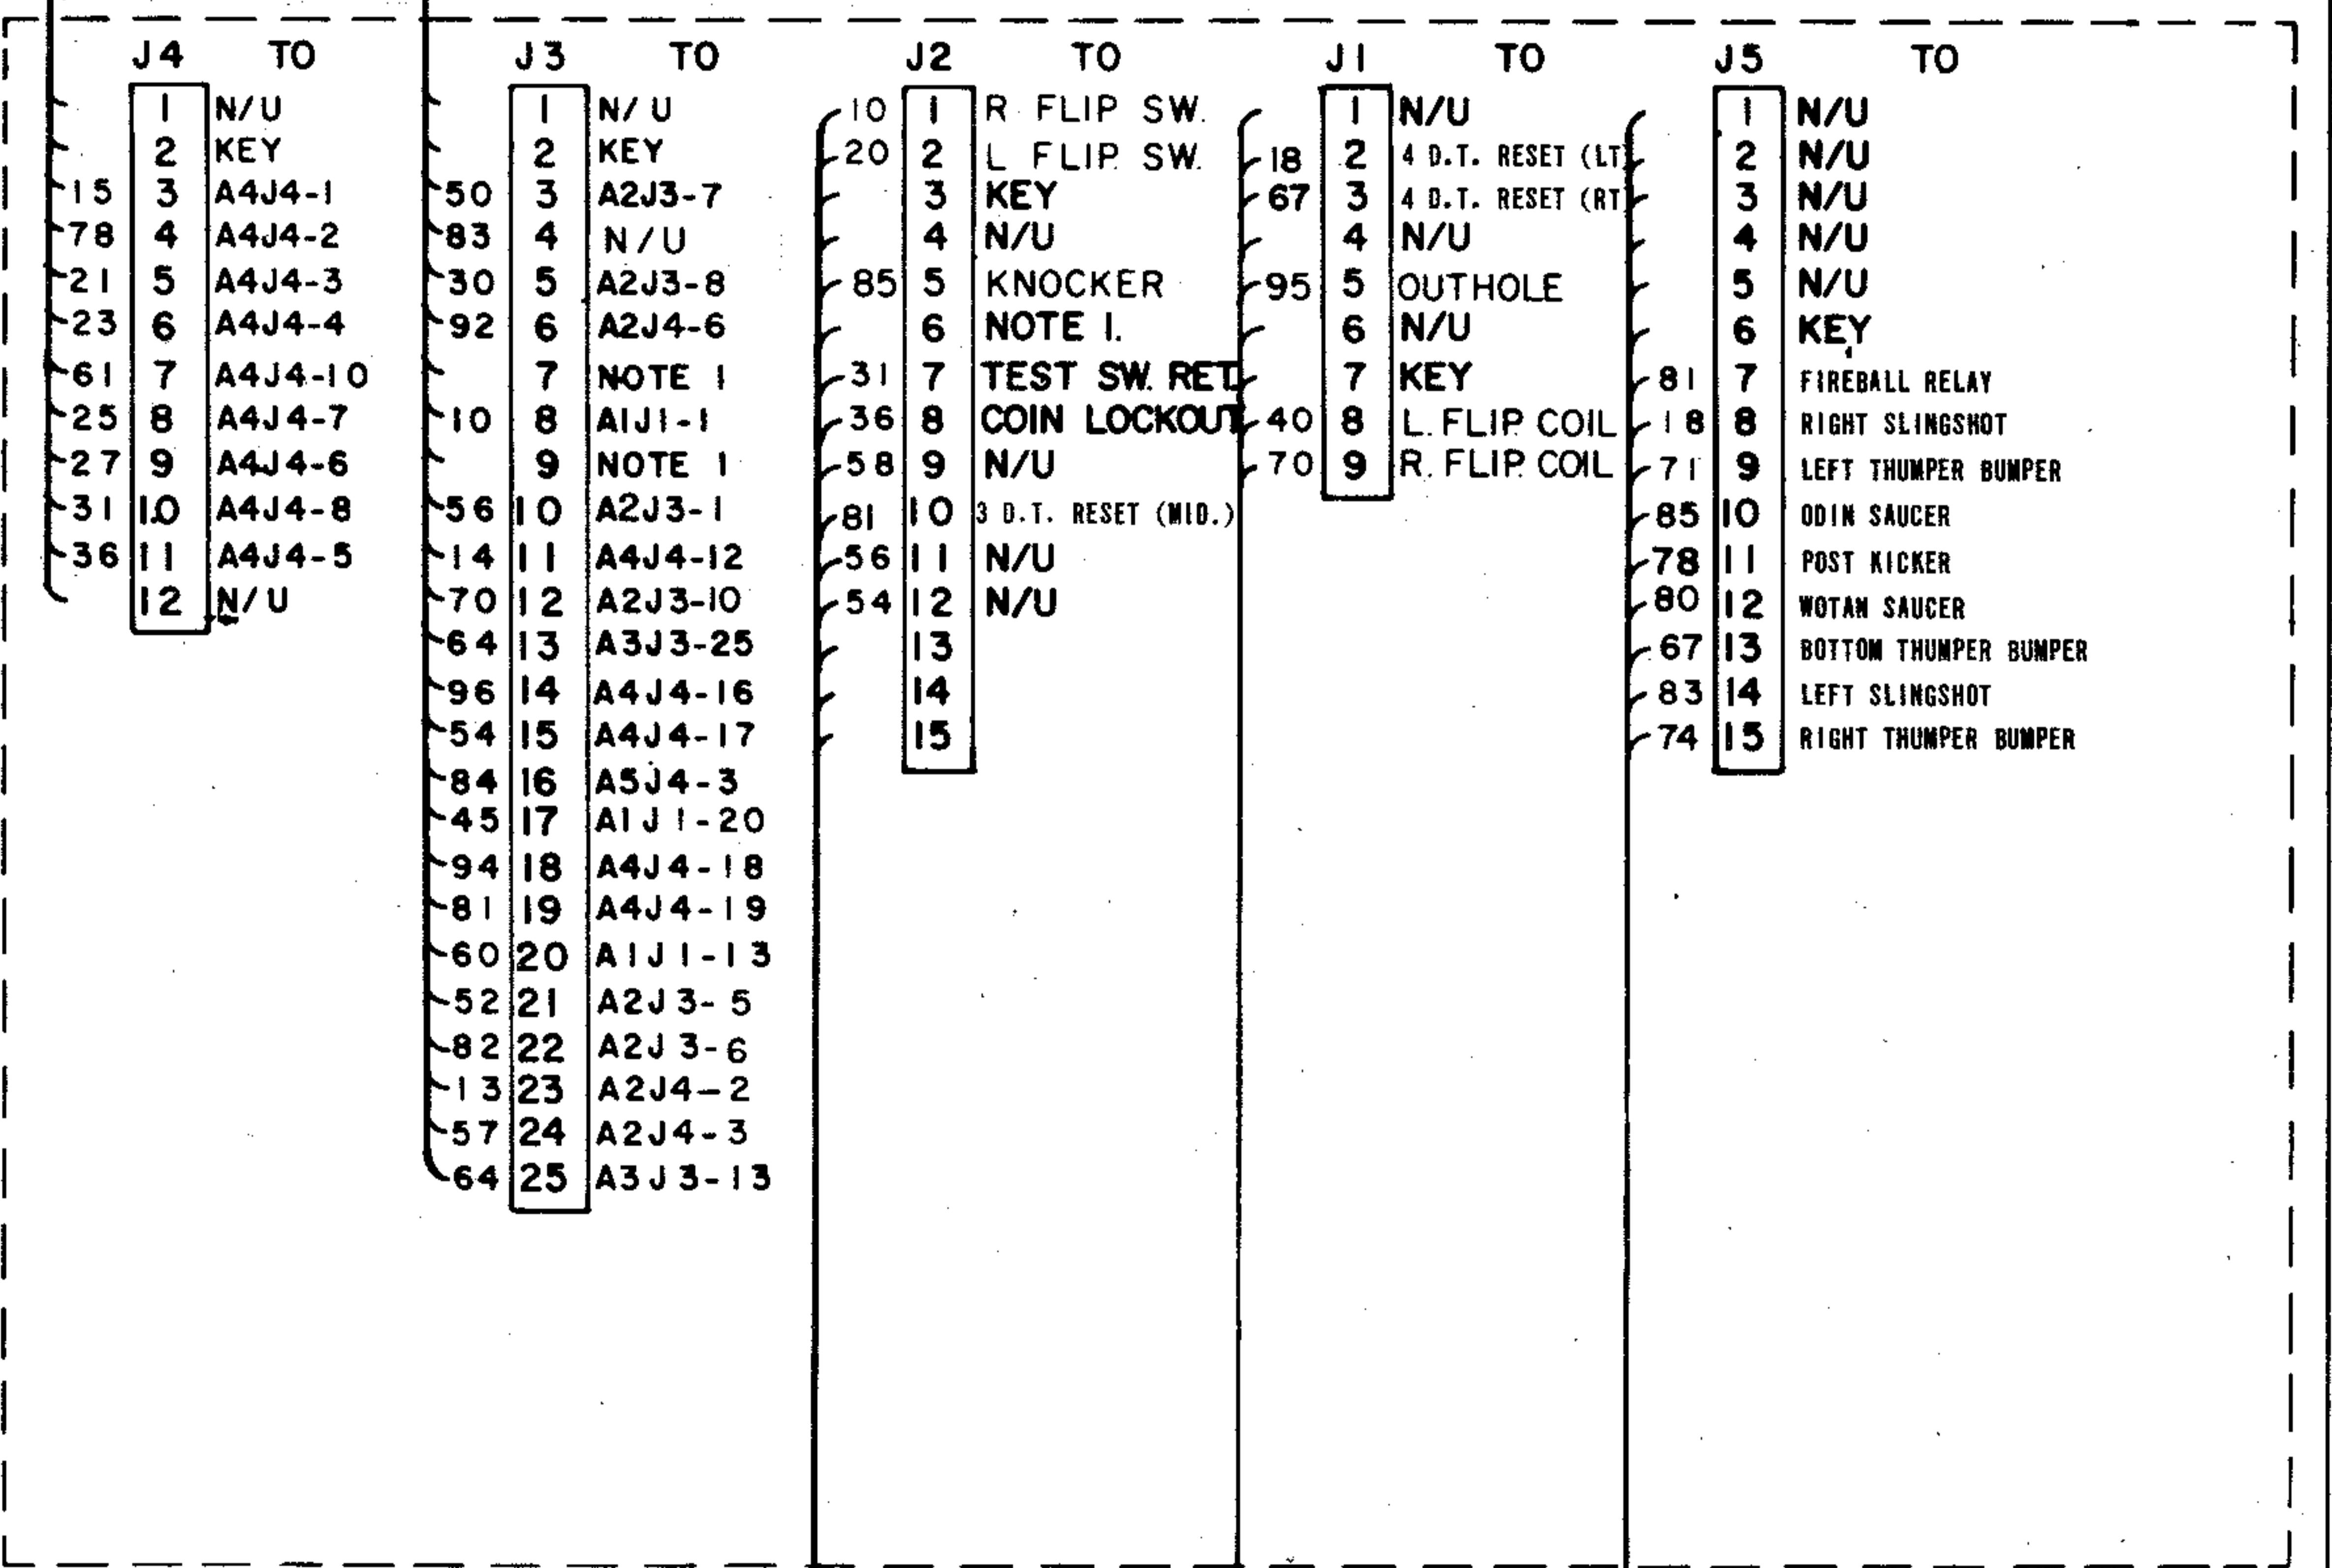 J4 TO
1 N/U
2 KEY
15 3 A4J4-1
78 4 A4J4-2
21 5 A4J4-3
23 6 A4J4-4
61 7 A4J4-10
25 8 A4J4-7
27 9 A4J4-6
31 10 A4J4-8
36 11 A4J4-5
12 N/U
J3 TO
1 N/U
2 KEY
50 3 A2J3-7
83 4 N/U
30 5 A2J3-8
92 6 A2J4-6
7 NOTE 1
10 8 A1J1-1
9 NOTE 1
56 10 A2J3-1
14 11 A4J4-12
70 12 A2J3-10
64 13 A3J3-25
96 14 A4J4-16
54 15 A4J4-17
84 16 A5J4-3
45 17 A1J1-20
94 18 A4J4-18
81 19 A4J4-19
60 20 A1J1-13
52 21 A2J3-5
82 22 A2J3-6
13 23 A2J4-2
57 24 A2J4-3
64 25 A3J3-13
J2 TO
10 1 R FLIP SW.
20 2 L FLIP. SW.
3 KEY
4 N/U
85 5 KNOCKER
6 NOTE 1.
31 7 TEST SW. RET.
36 8 COIN LOCKOUT
58 9 N/U
81 10 3 D.T. RESET (MID.)
56 11 N/U
54 12 N/U
13
14
15
J1 TO
1 N/U
18 2 4 D.T. RESET (LT)
67 3 4 D.T. RESET (RT)
4 N/U
95 5 OUTHOLE
6 N/U
7 KEY
40 8 L. FLIP. COIL
70 9 R. FLIP. COIL
J5 TO
1 N/U
2 N/U
3 N/U
4 N/U
5 N/U
6 KEY
81 7 FIREBALL RELAY
18 8 RIGHT SLINGSHOT
71 9 LEFT THUMPER BUMPER
85 10 ODIN SAUCER
78 11 POST KICKER
80 12 WOTAN SAUCER
67 13 BOTTOM THUMPER BUMPER
83 14 LEFT SLINGSHOT
74 15 RIGHT THUMPER BUMPER